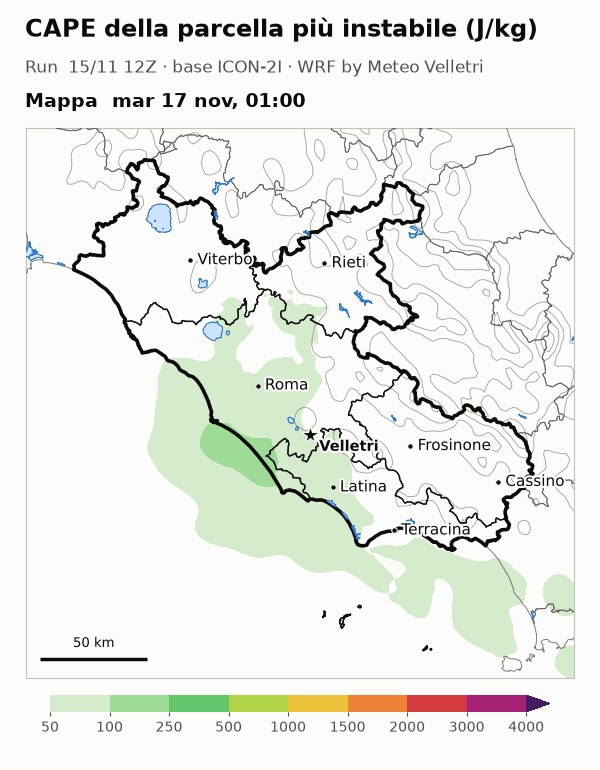 CAPE della parcella più instabile (J/kg)
Run 15/11 12Z · base ICON-2I · WRF by Meteo Velletri
Mappa mar 17 nov, 01:00
Viterbo
Rieti
Roma
Velletri
Frosinone
Latina
Cassino
Terracina
50 km
50 100 250 500 1000 1500 2000 3000 4000